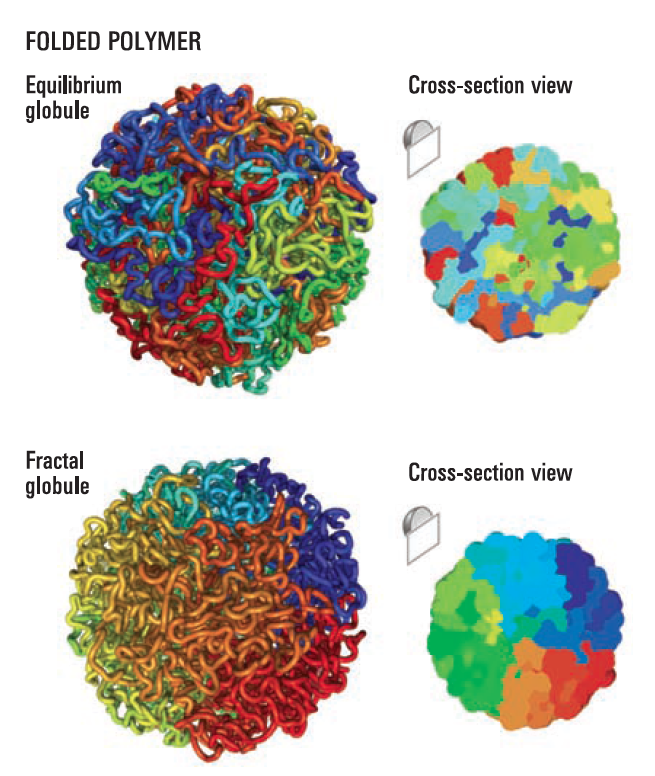 FOLDED POLYMER
Equilibrium
globule
Cross-section view
Fractal
globule
Cross-section view